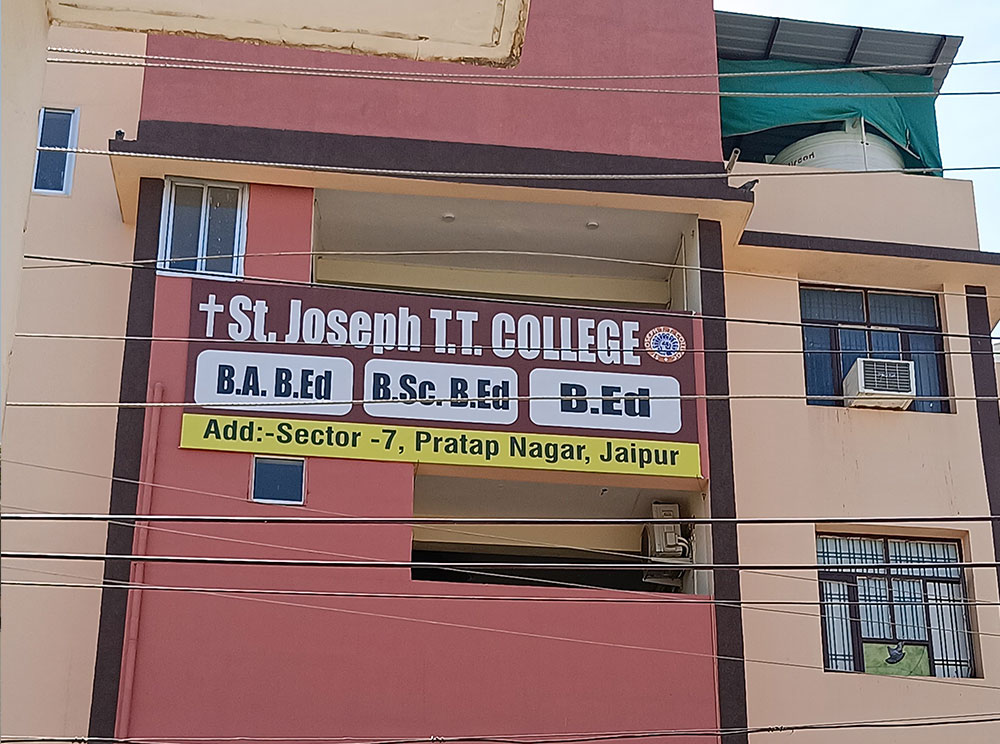 ✝St. Joseph T.T. COLLEGE
B.A. B.Ed B.Sc. B.Ed B.Ed
Add:-Sector -7, Pratap Nagar, Jaipur